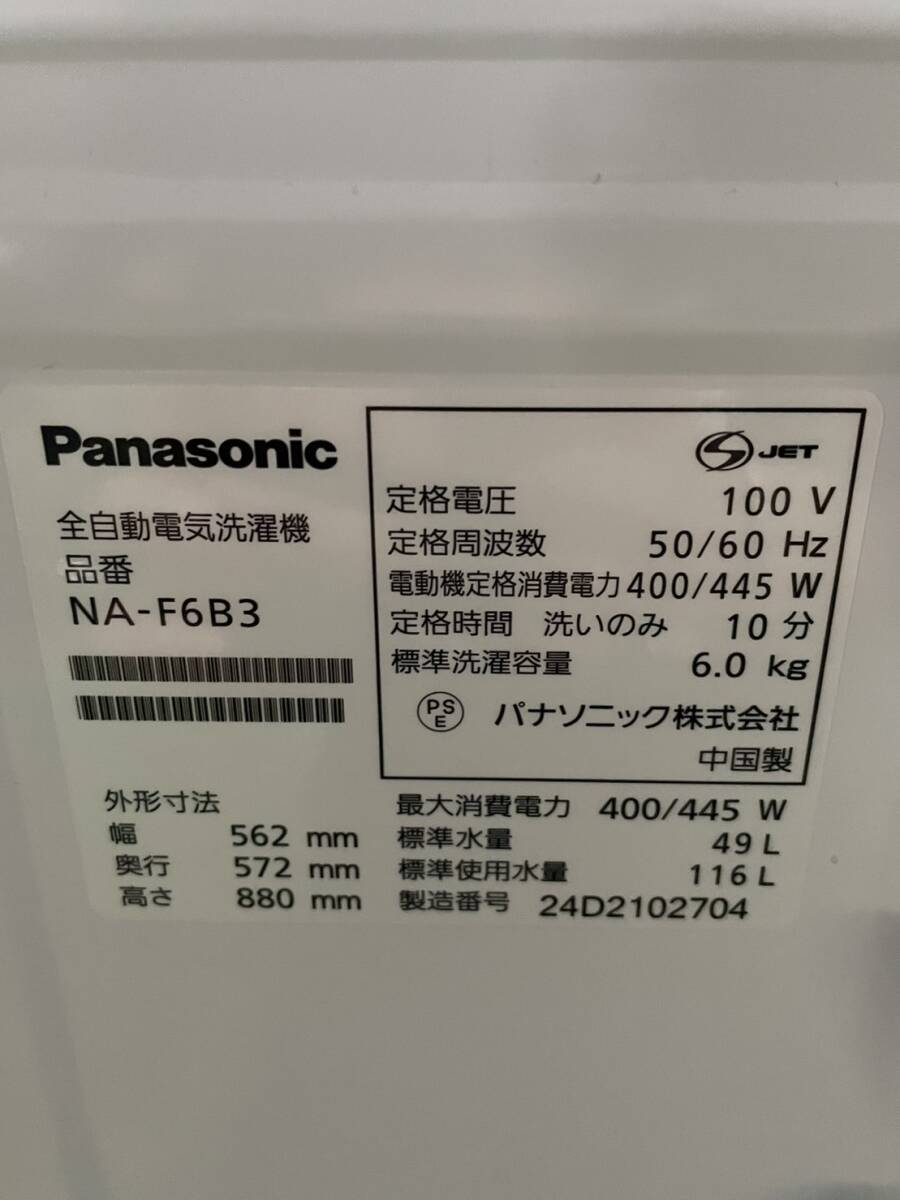 Panasonic
全自動電気洗濯機
品番
NA-F6B3
S JET
定格電圧 100 V
定格周波数 50/60 Hz
電動機定格消費電力 400/445 W
定格時間 洗いのみ 10 分
標準洗濯容量 6.0 kg
PS
E
パナソニック株式会社
中国製
外形寸法
幅 562 mm
奥行 572 mm
高さ 880 mm
最大消費電力 400/445 W
標準水量 49 L
標準使用水量 116 L
製造番号 24D2102704